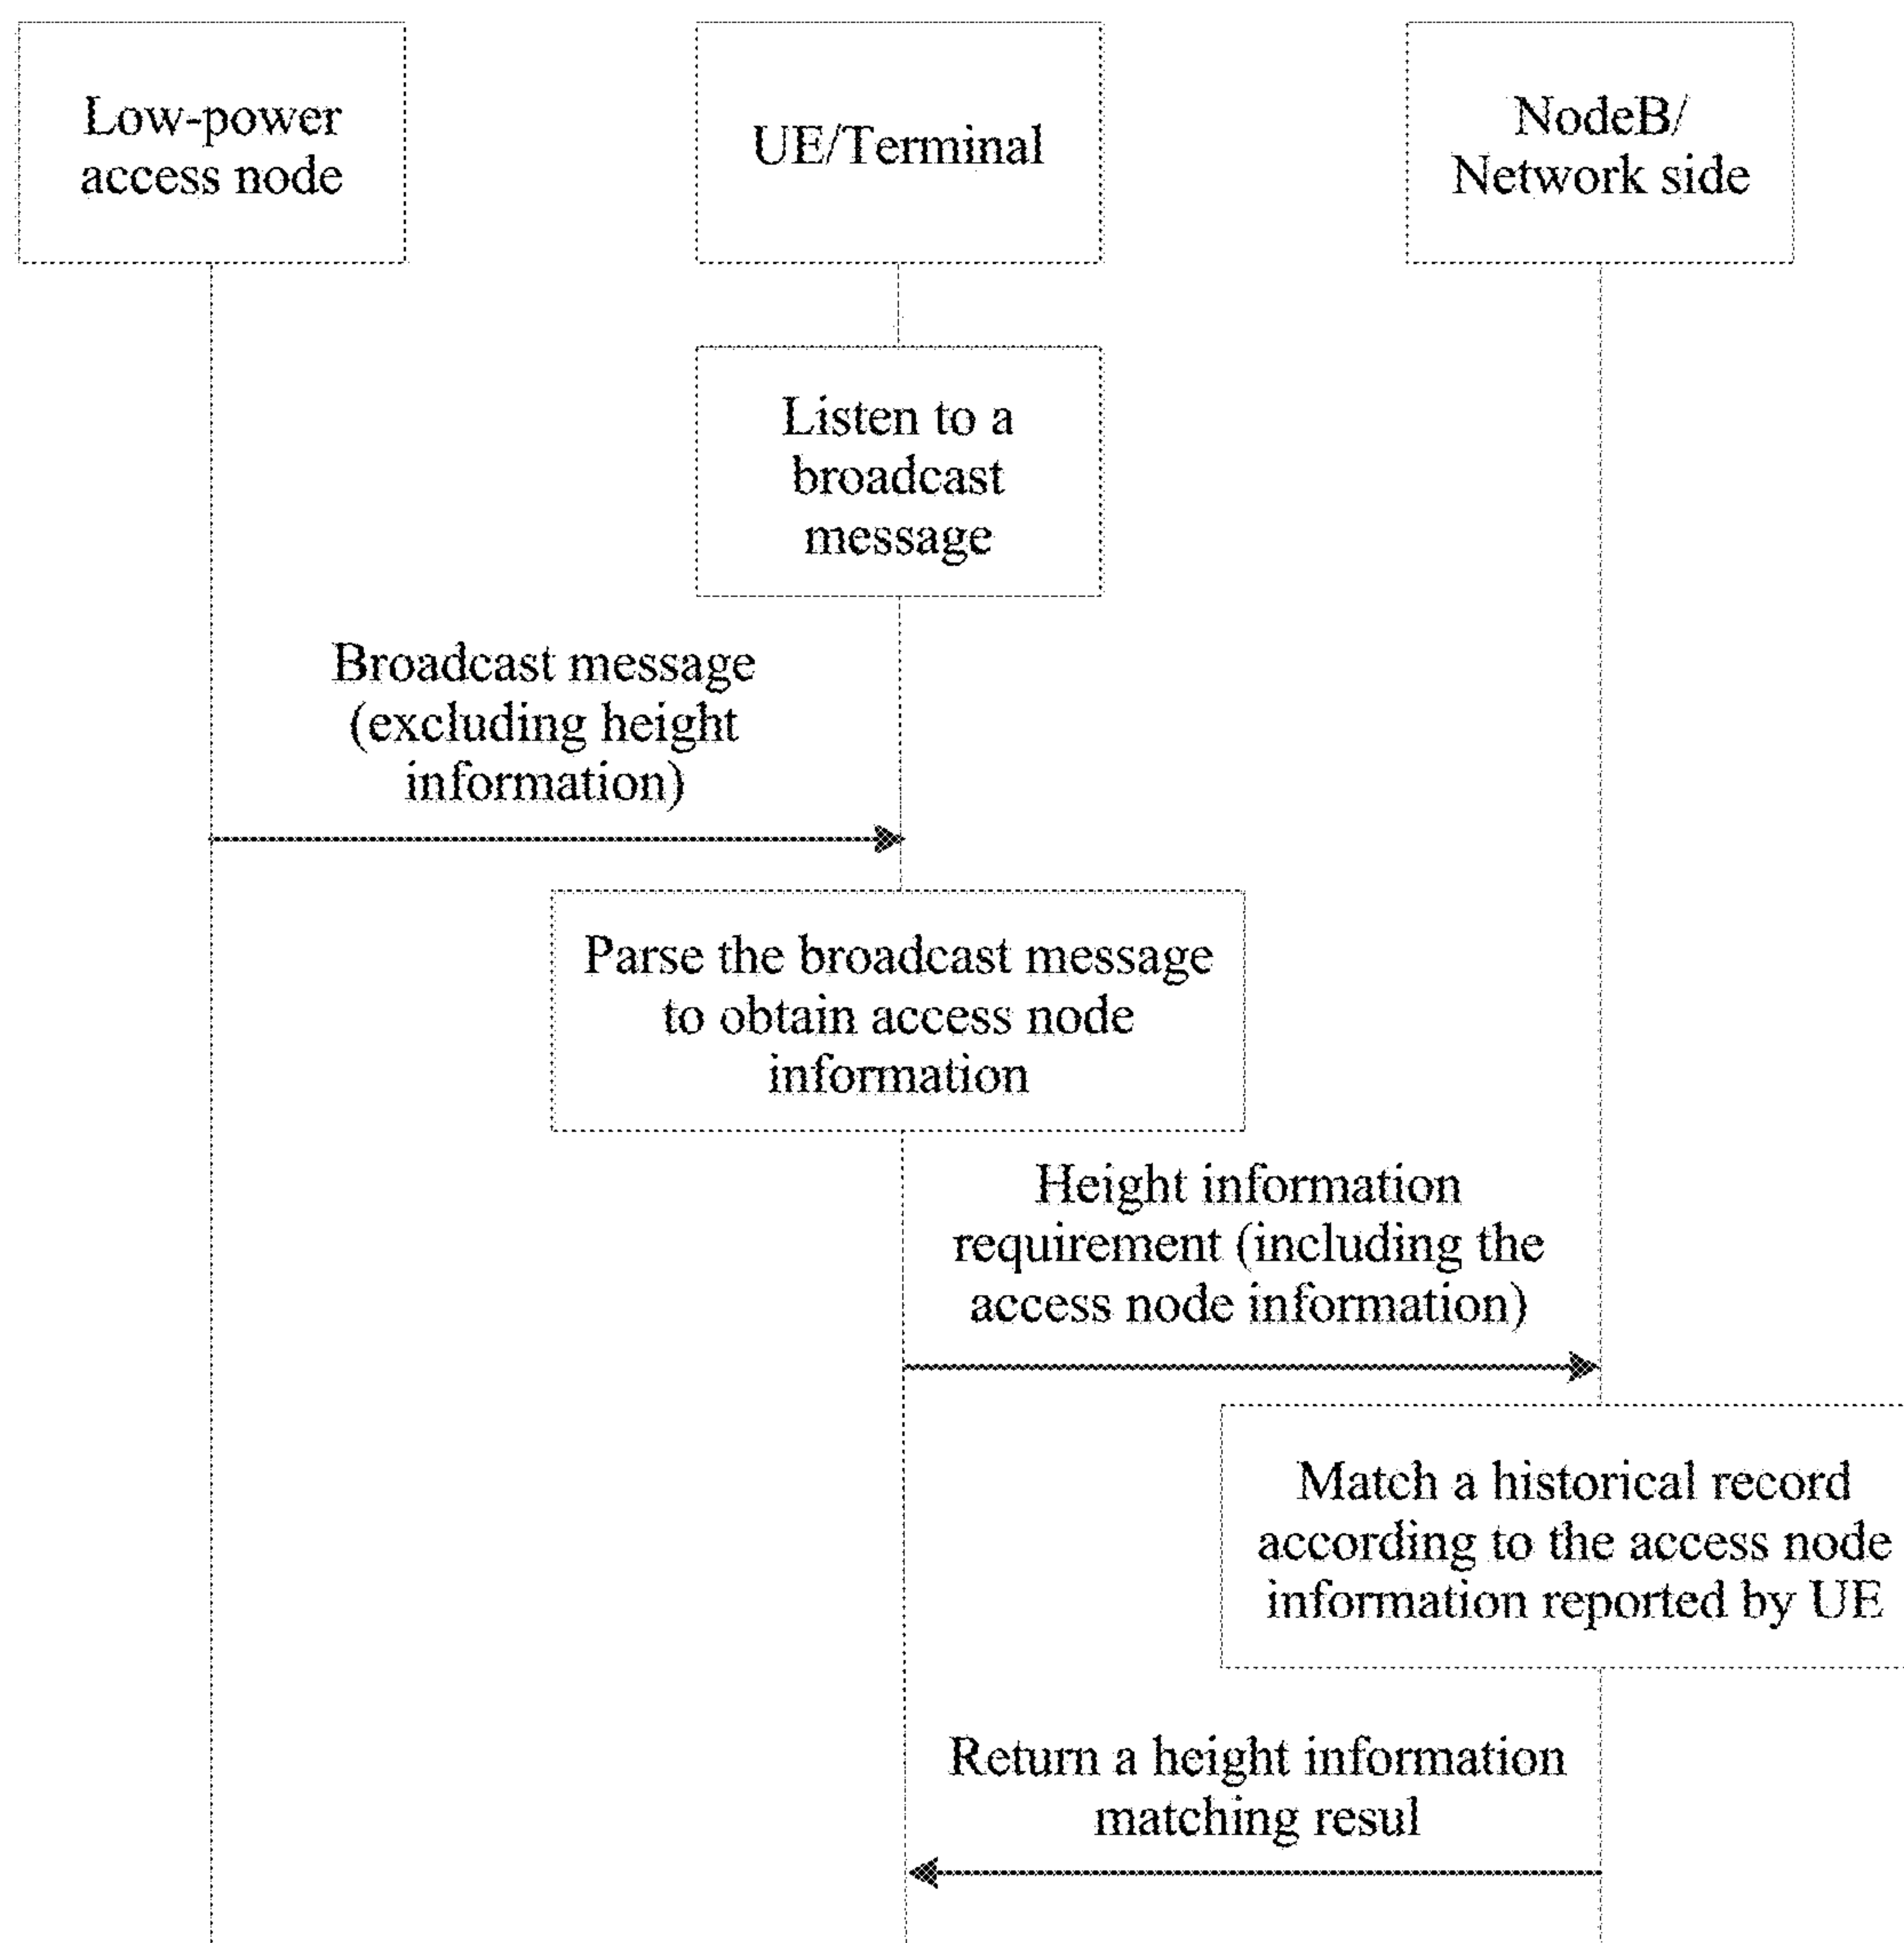 Low-power
access node
UE/Terminal
NodeB/
Network side
Listen to a
broadcast
message
Broadcast message
(excluding height
information)
Parse the broadcast message
to obtain access node
information
Height information
requirement (including the
access node information)
Match a historical record
according to the access node
information reported by UE
Return a height information
matching resul